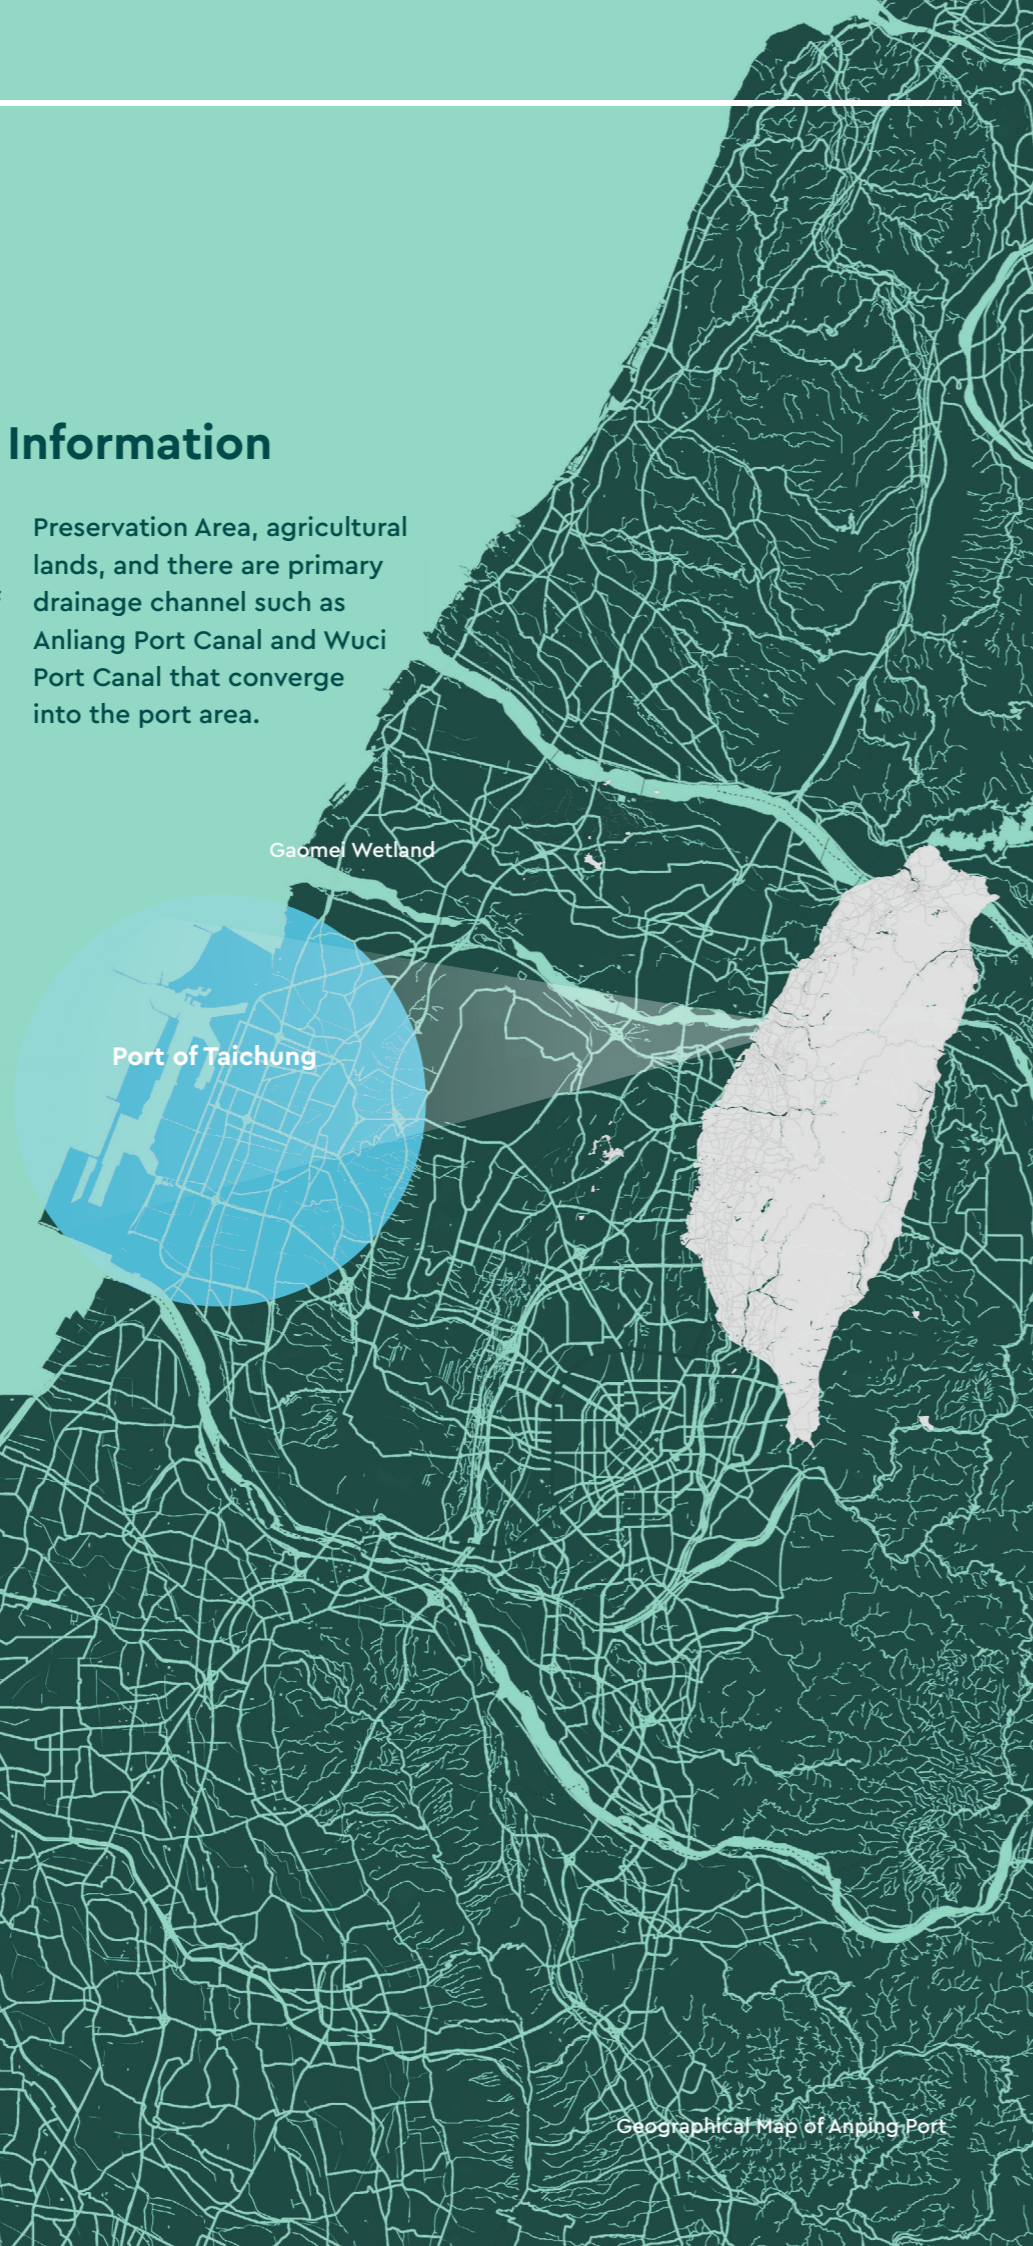 Information
Preservation Area, agricultural
lands, and there are primary
drainage channel such as
Anliang Port Canal and Wuci
Port Canal that converge
into the port area.
Gaomei Wetland
Port of Taichung
Geographical Map of Anping Port